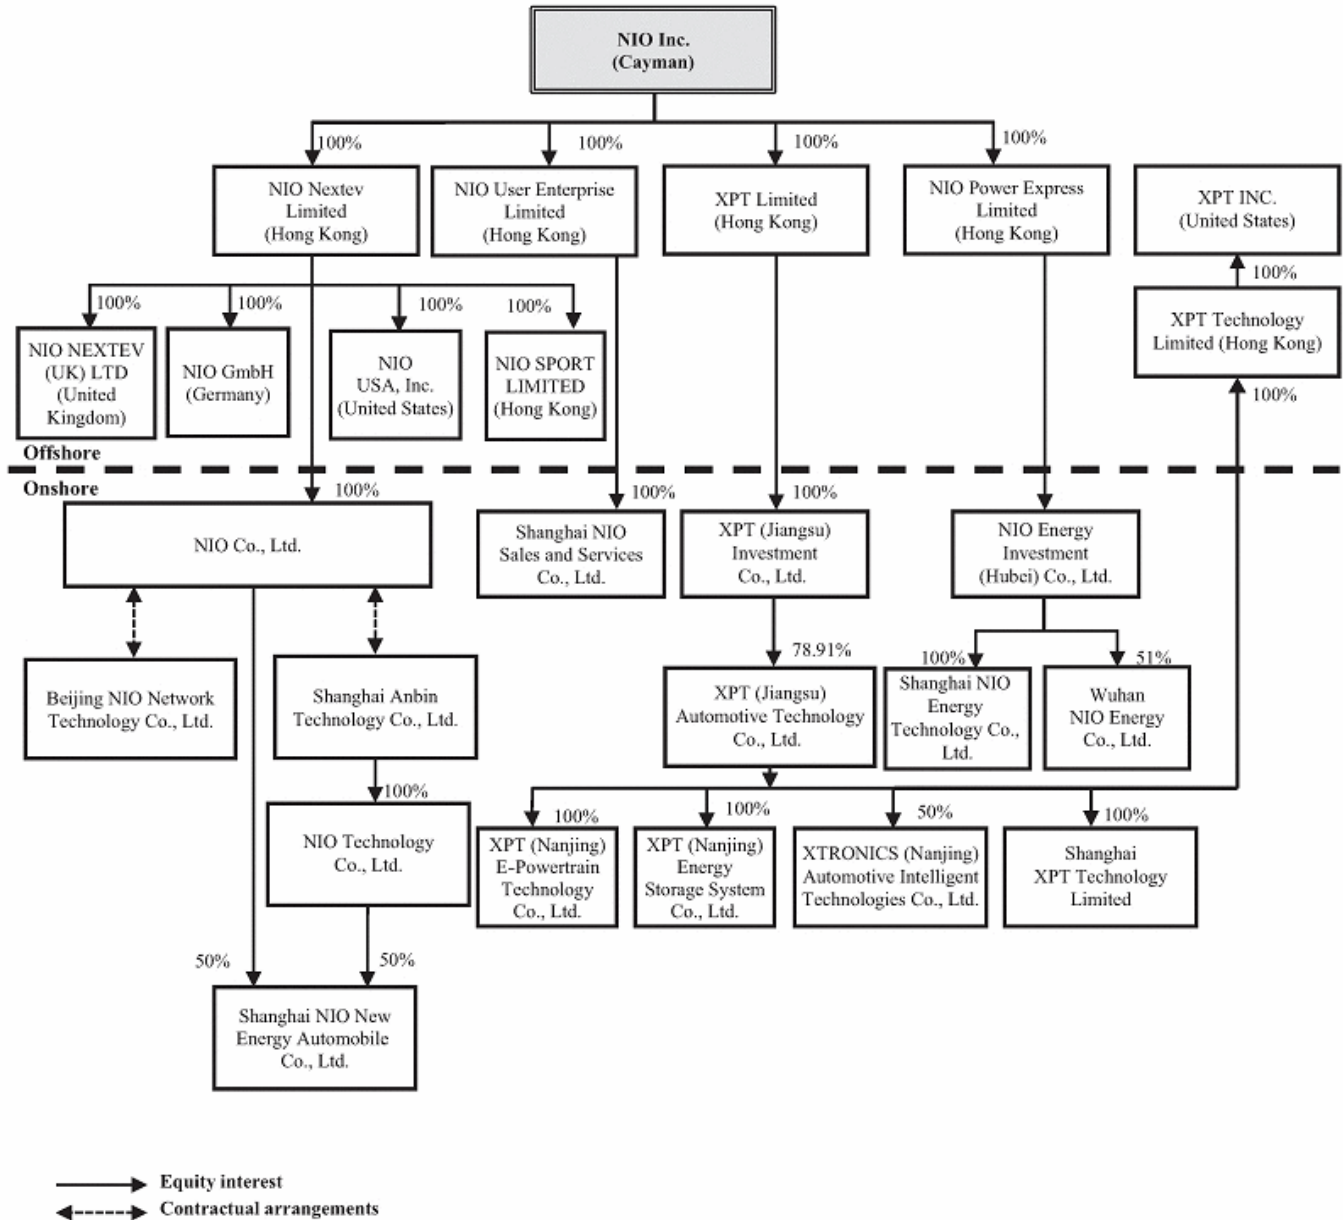 NIO Inc.
(Cayman)
100%
100%
100%
100%
NIO Nextev
Limited
(Hong Kong)
NIO User Enterprise
Limited
(Hong Kong)
XPT Limited
(Hong Kong)
NIO Power Express
Limited
(Hong Kong)
XPT INC.
(United States)
100%
XPT Technology
Limited (Hong Kong)
100%
100%
100%
100%
100%
NIO NEXTEV
(UK) LTD
(United
Kingdom)
NIO GmbH
(Germany)
NIO
USA, Inc.
(United States)
NIO SPORT
LIMITED
(Hong Kong)
Offshore
Onshore
100%
100%
100%
NIO Co., Ltd.
Shanghai NIO
Sales and Services
Co., Ltd.
XPT (Jiangsu)
Investment
Co., Ltd.
NIO Energy
Investment
(Hubei) Co., Ltd.
78.91%
100%
51%
Beijing NIO Network
Technology Co., Ltd.
Shanghai Anbin
Technology Co., Ltd.
XPT (Jiangsu)
Automotive Technology
Co., Ltd.
Shanghai NIO
Energy
Technology Co.,
Ltd.
Wuhan
NIO Energy
Co., Ltd.
100%
100%
100%
50%
100%
NIO Technology
Co., Ltd.
XPT (Nanjing)
E-Powertrain
Technology
Co., Ltd.
XPT (Nanjing)
Energy
Storage System
Co., Ltd.
XTRONICS (Nanjing)
Automotive Intelligent
Technologies Co., Ltd.
Shanghai
XPT Technology
Limited
50%
50%
Shanghai NIO New
Energy Automobile
Co., Ltd.
Equity interest
Contractual arrangements